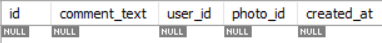 id comment_text user_id photo_id created_at
NULL NULL NULL NULL NULL